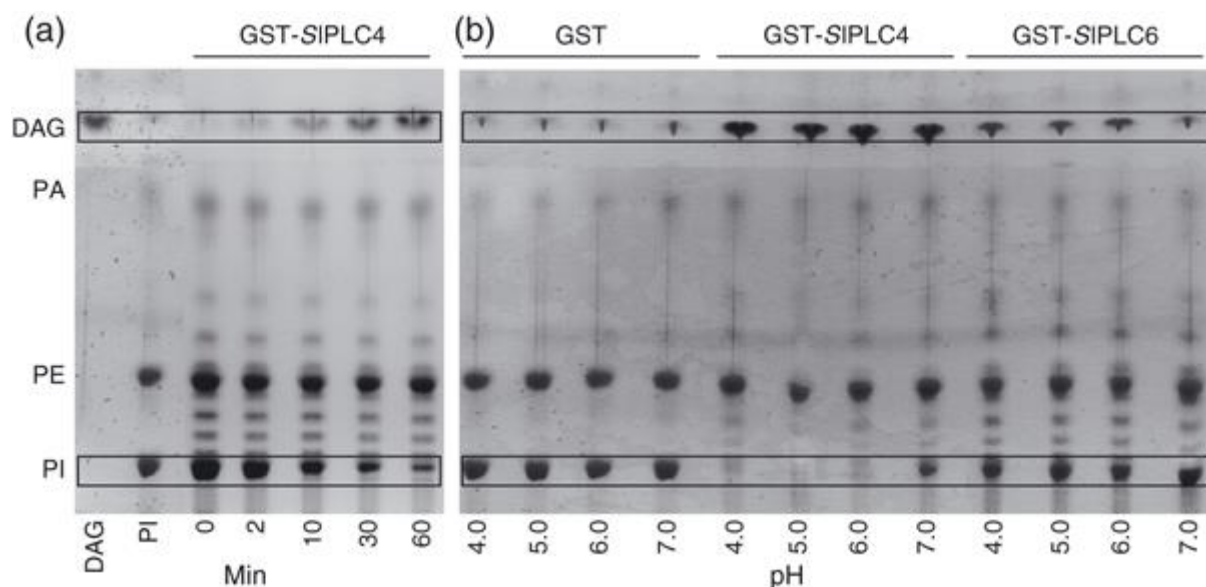 (a) GST-SlPLC4 (b) GST GST-SlPLC4 GST-SlPLC6
DAG
PA
PE
PI
DAG PI 0 2 10 30 60 4.0 5.0 6.0 7.0 4.0 5.0 6.0 7.0 4.0 5.0 6.0 7.0
Min pH